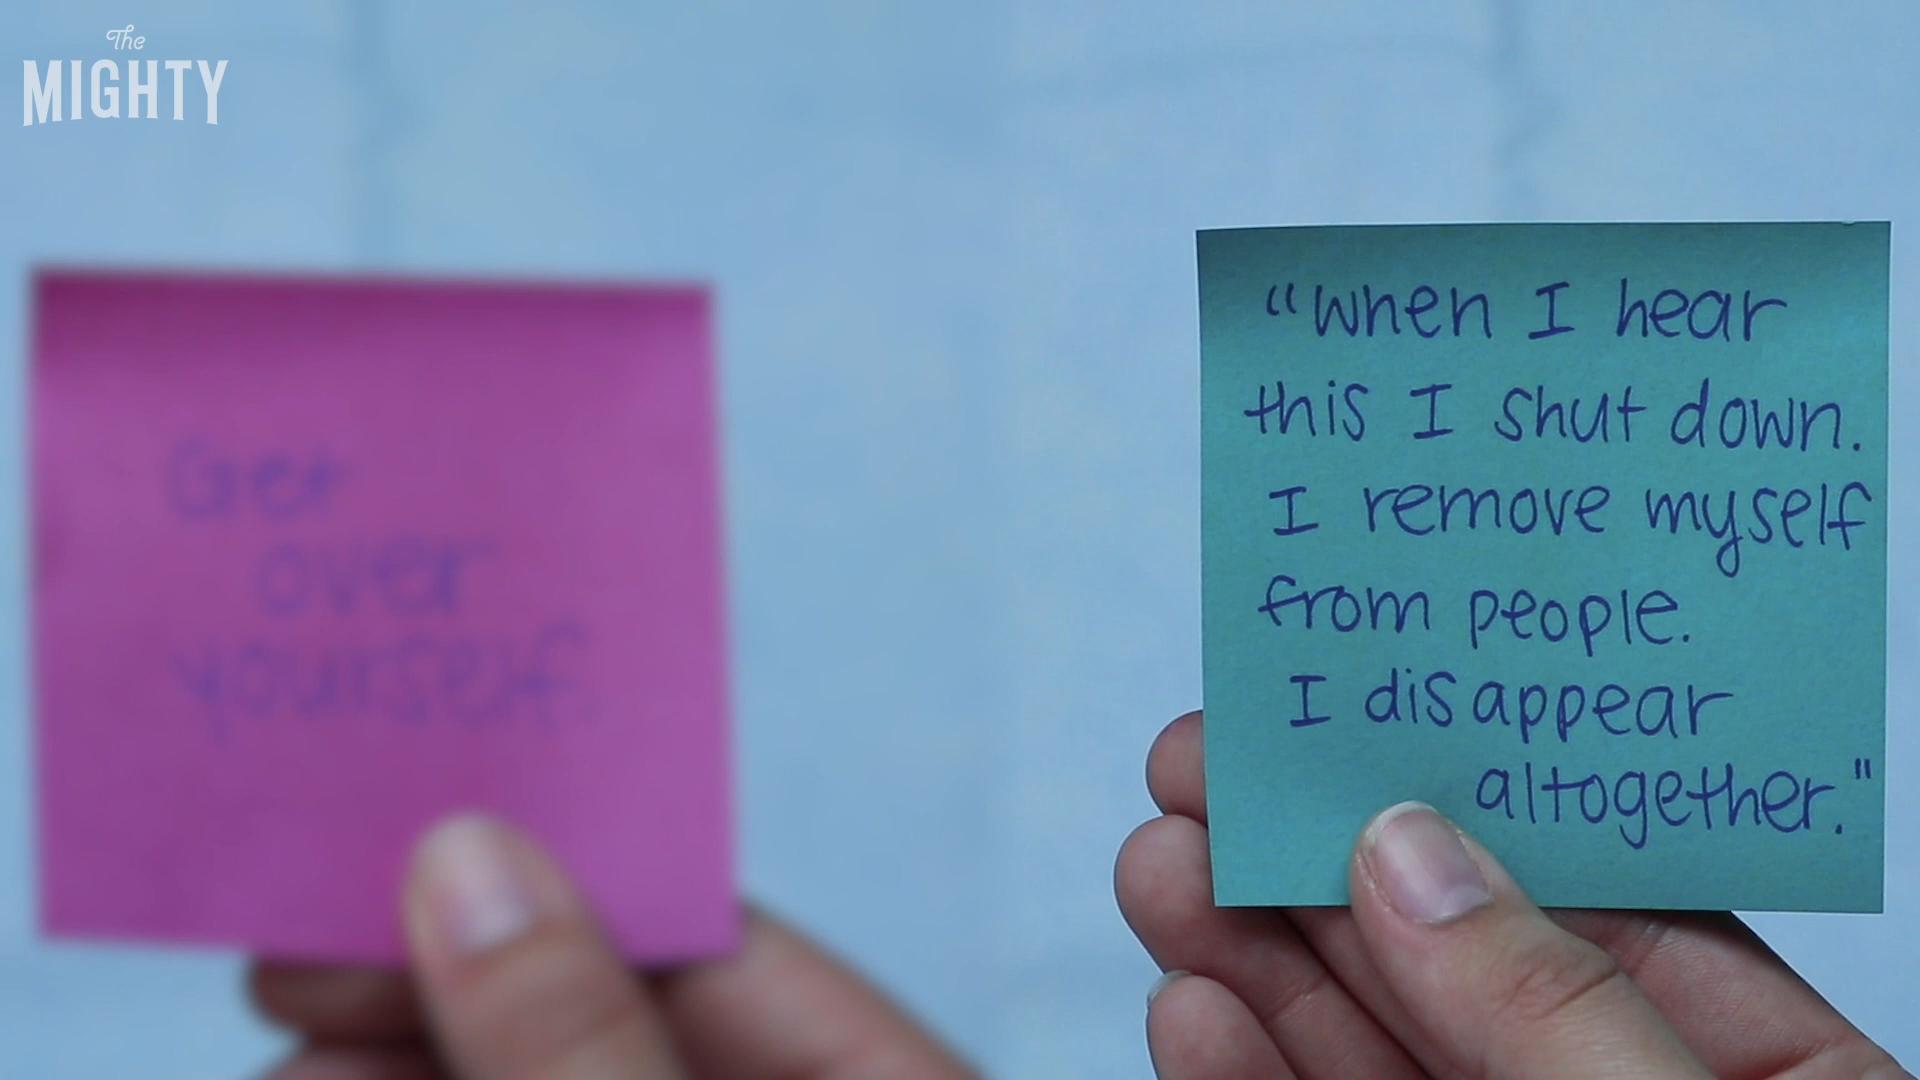 The
MIGHTY
Get
over
yourself.
"When I hear
this I shut down.
I remove myself
from people.
I disappear
altogether."